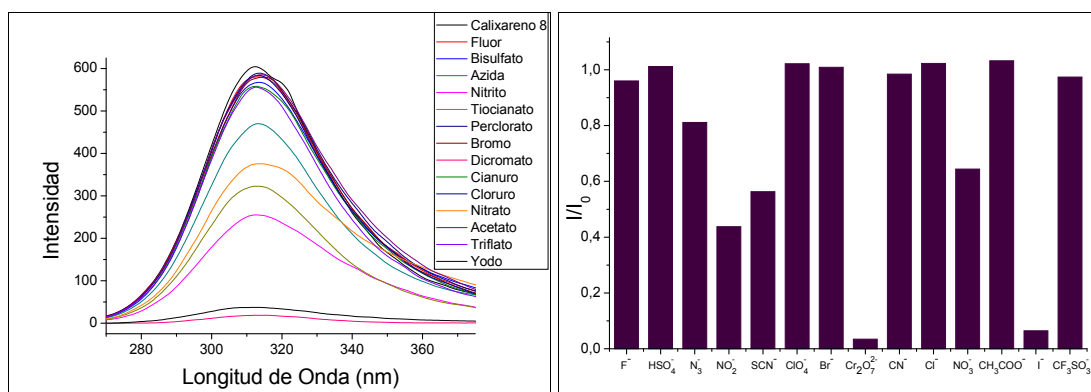 Calixareno 8
Fluor
Bisulfato
Azida
Nitrito
Tiocianato
Perclorato
Bromo
Dicromato
Cianuro
Cloruro
Nitrato
Acetato
Triflato
Yodo
600
500
400
300
200
100
0
Intensidad
280 300 320 340 360
Longitud de Onda (nm)
1,0
0,8
0,6
0,4
0,2
0,0
I/I₀
F⁻ HSO₄⁻ N₃⁻ NO₂⁻ SCN⁻ ClO₄⁻ Br⁻ Cr₂O₇²⁻ CN⁻ Cl⁻ NO₃⁻ CH₃COO⁻ I⁻ CF₃SO₃⁻